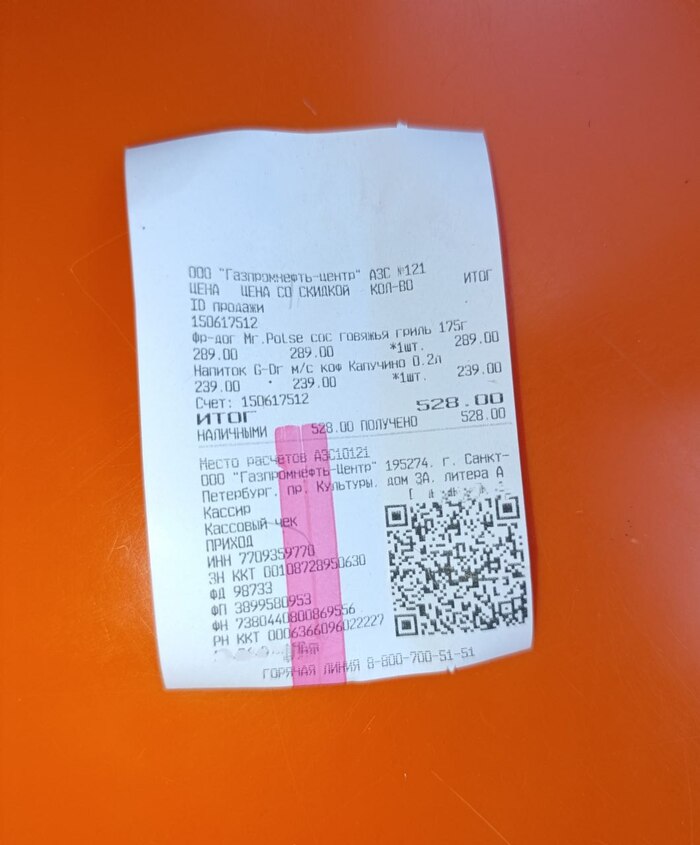 ООО "Газпромнефть-центр" АЗС №121
ЦЕНА ЦЕНА СО СКИДКОЙ КОЛ-ВО ИТОГ
ID продажи
150617512
Фр-дог Mr.Polse сос говяжья гриль 175г
289.00 289.00 *1шт. 289.00
Напиток G-Dr м/с коф Капучино 0.2л
239.00 239.00 *1шт. 239.00
Счет: 150617512
ИТОГ 528.00
НАЛИЧНЫМИ 528.00 ПОЛУЧЕНО 528.00
Место расчетов АЗС10121
ООО "Газпромнефть-Центр" 195274, г. Санкт-
Петербург, пр. Культуры, дом 3А, литера А
Кассир
Кассовый чек
ПРИХОД
ИНН 7709359770
ЗН ККТ 00108728950630
ФД 98733
ФП 3899580953
ФН 7380440800869556
РН ККТ 0006366096022227
ГОРЯЧАЯ ЛИНИЯ 8-800-700-51-51